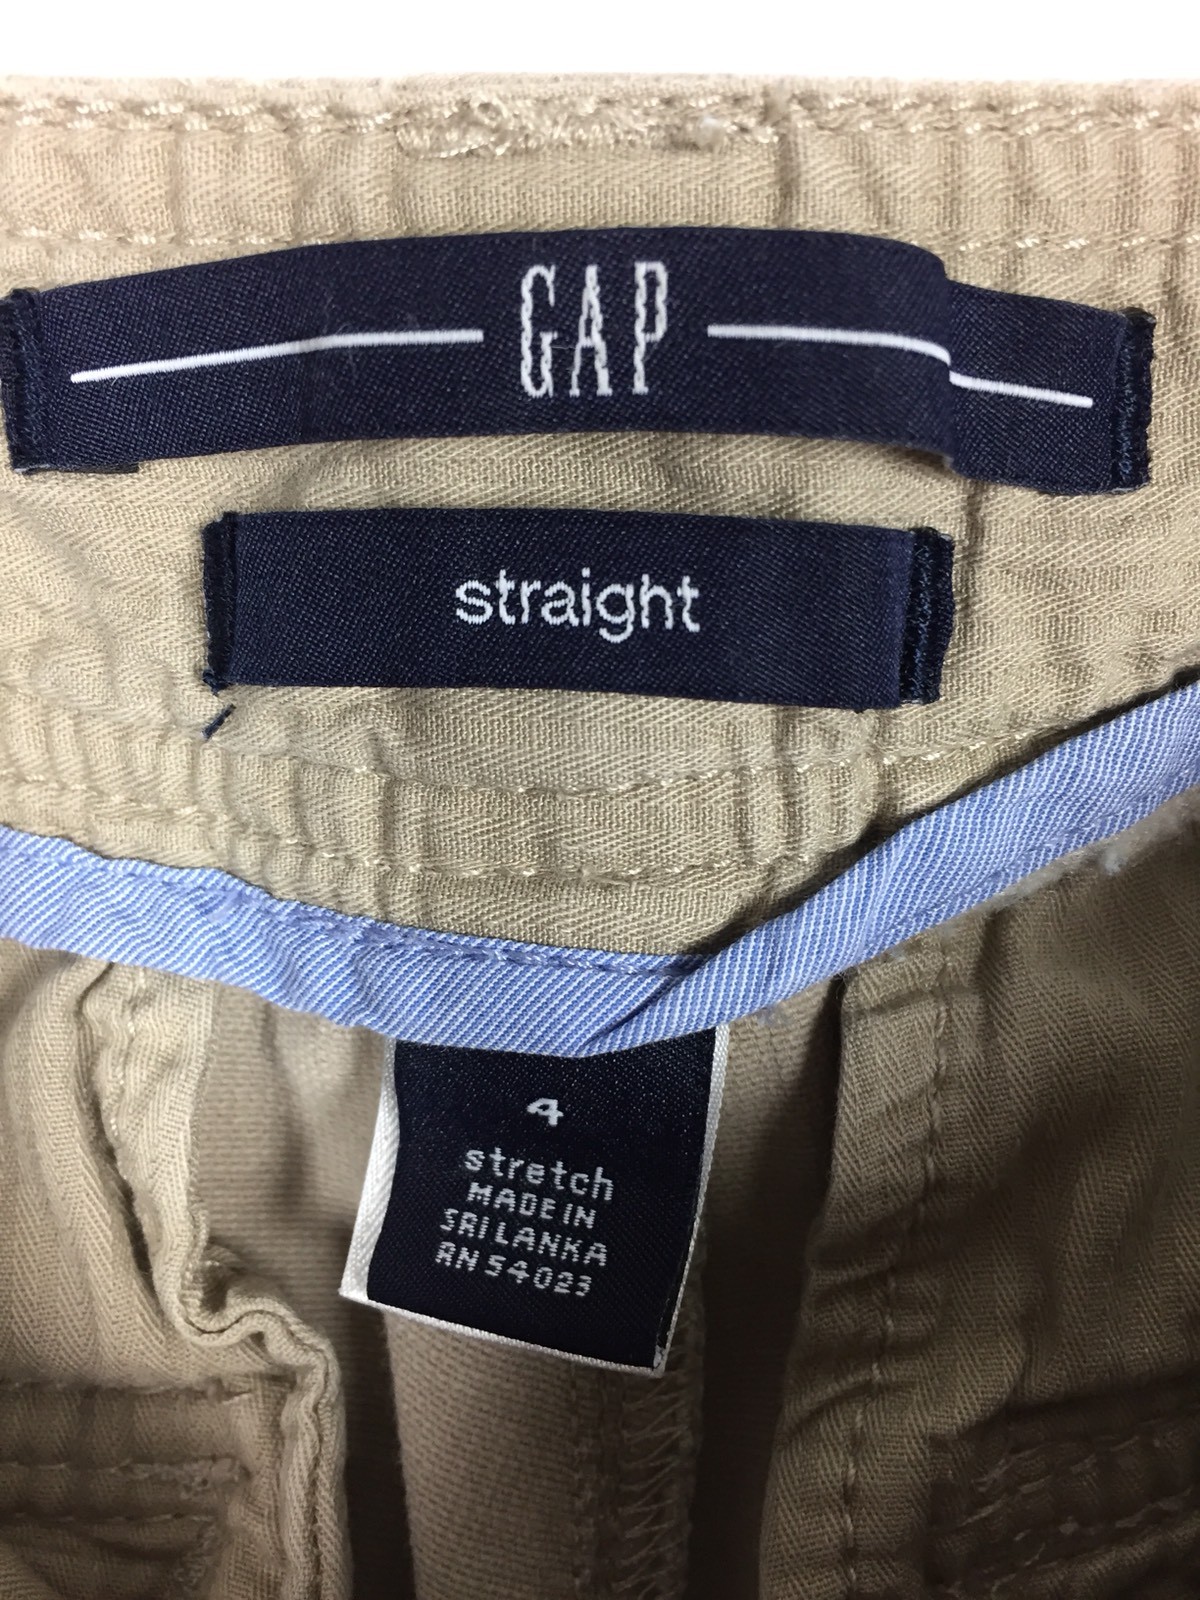 GAP
straight
4
stretch
MADE IN
SRI LANKA
RN 54023